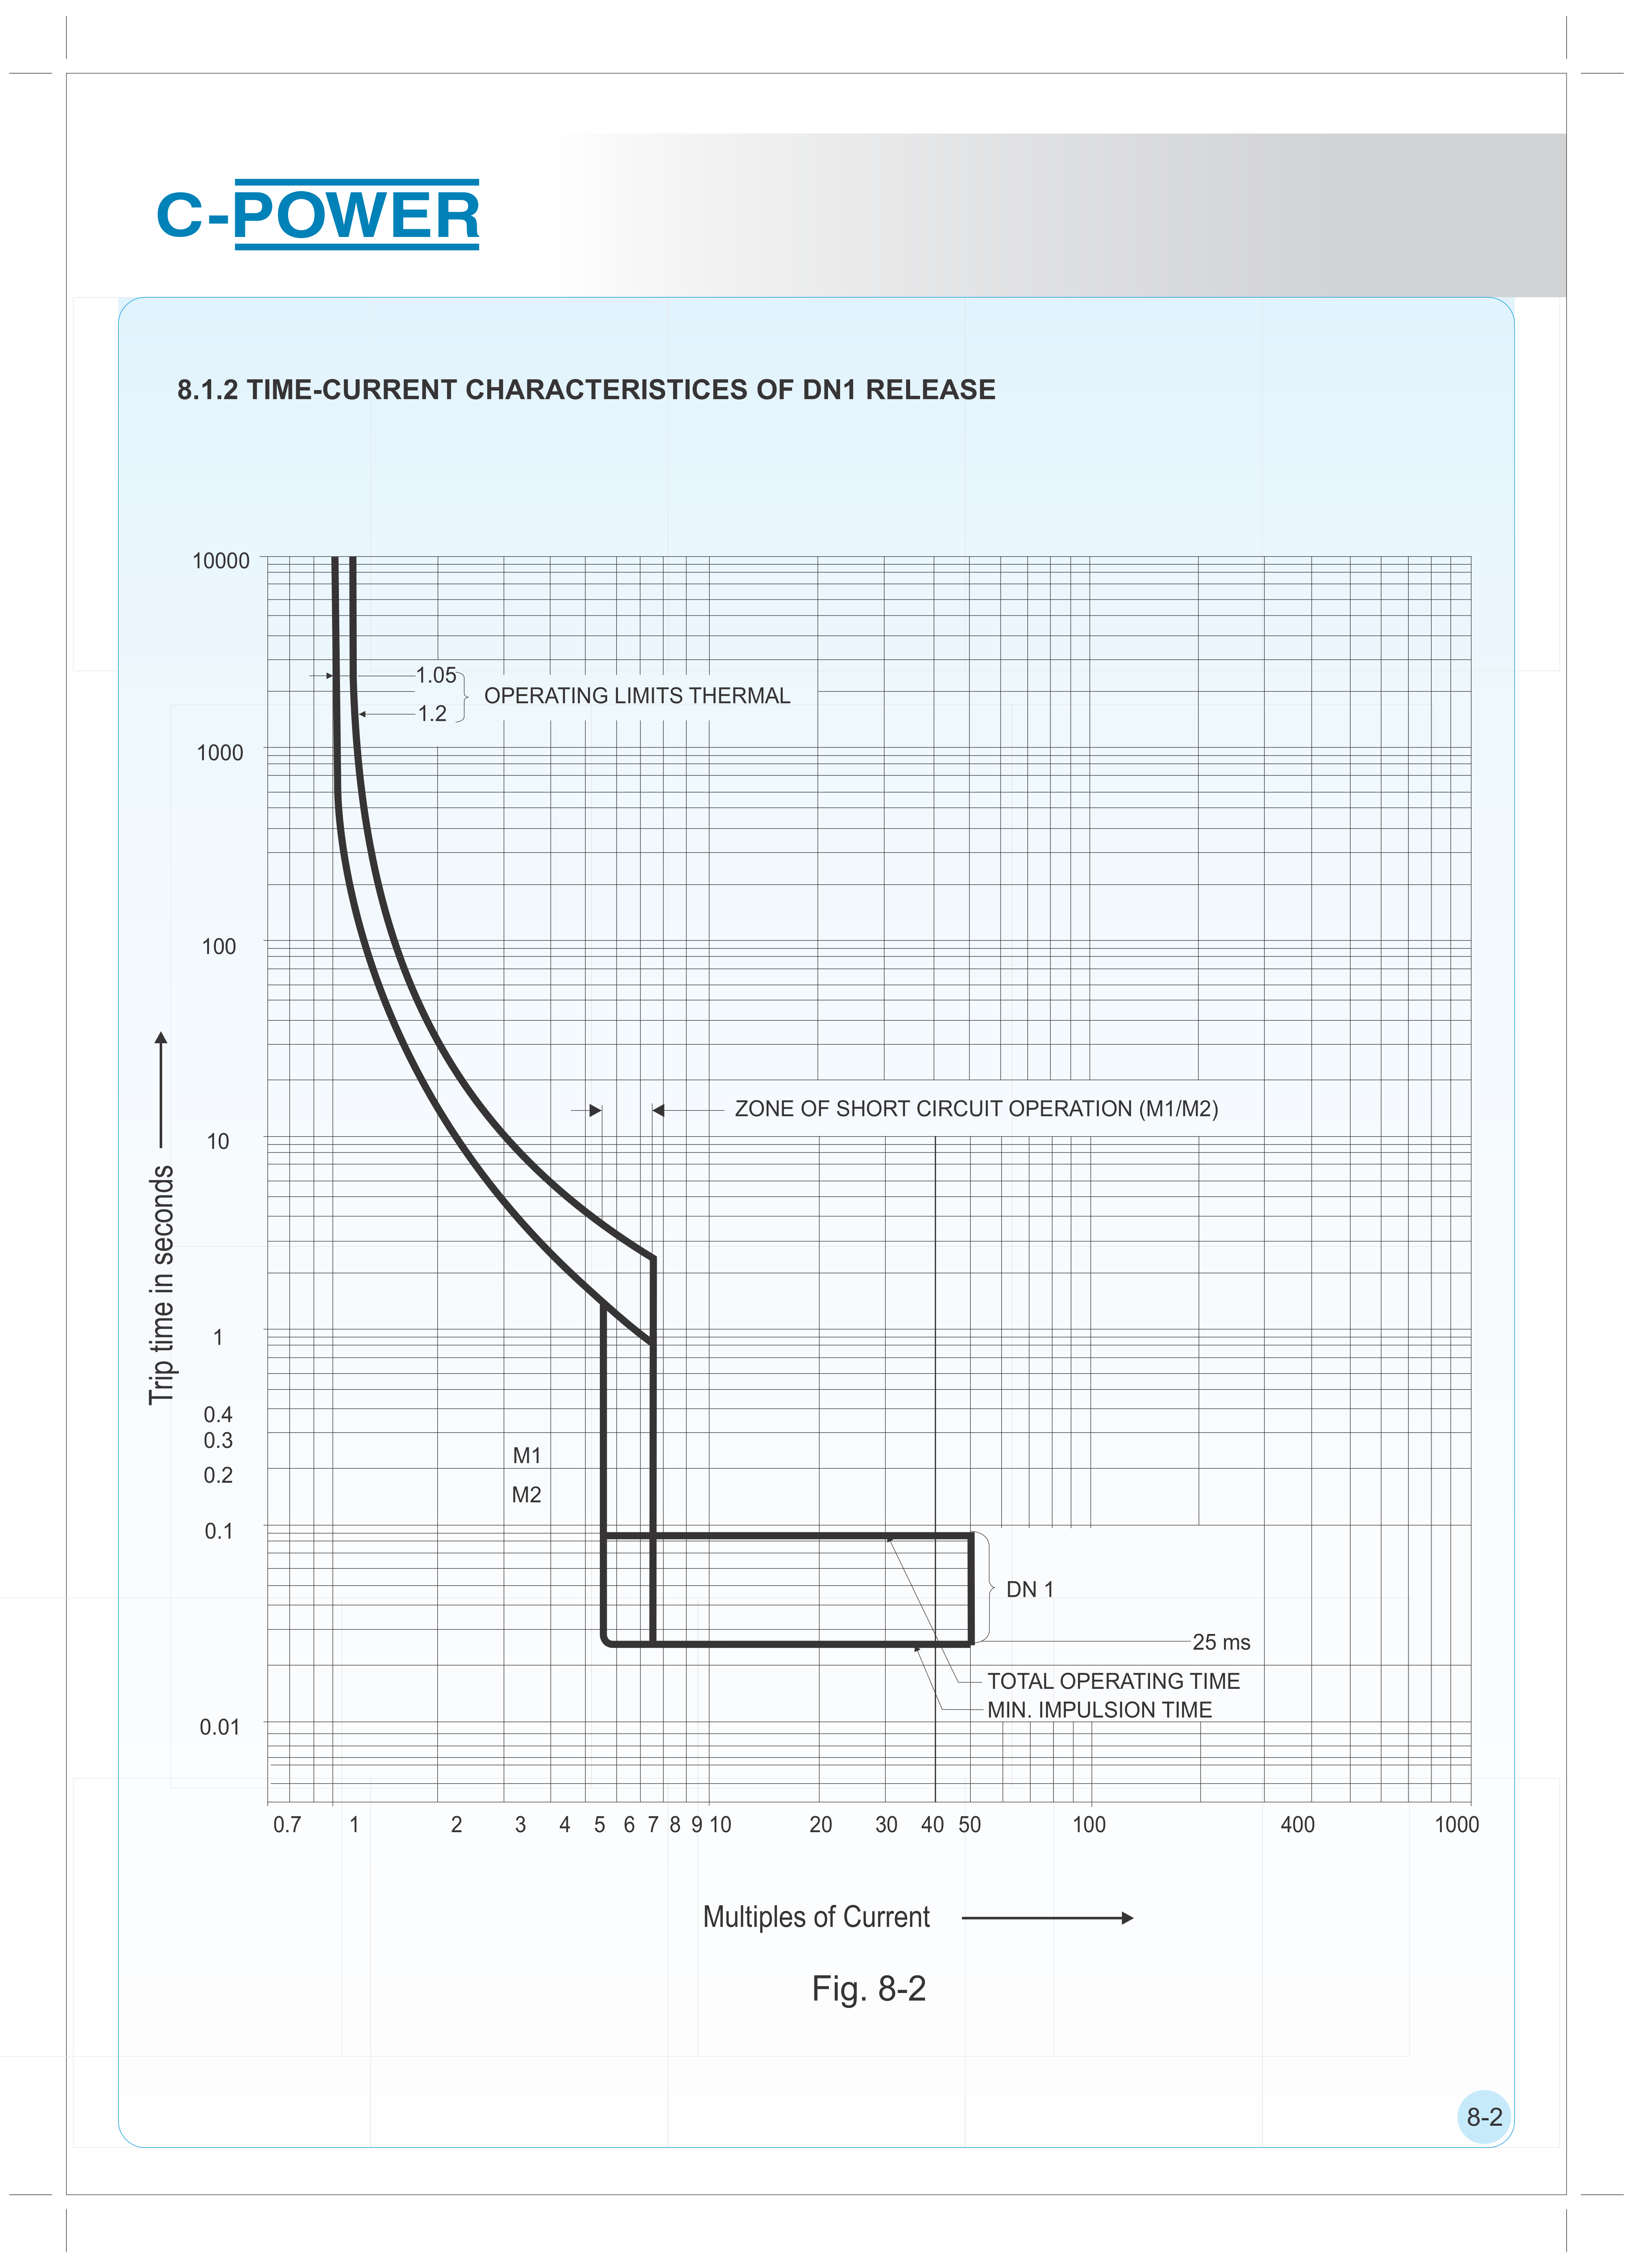 C-POWER
8.1.2 TIME-CURRENT CHARACTERISTICES OF DN1 RELEASE
10000
1.05
OPERATING LIMITS THERMAL
1.2
1000
100
ZONE OF SHORT CIRCUIT OPERATION (M1/M2)
10
Trip time in seconds
1
0.4
0.3
M1
0.2
M2
0.1
DN 1
25 ms
TOTAL OPERATING TIME
MIN. IMPULSION TIME
0.01
0.7 1 2 3 4 5 6 7 8 9 10 20 30 40 50 100 400 1000
Multiples of Current
Fig. 8-2
8-2